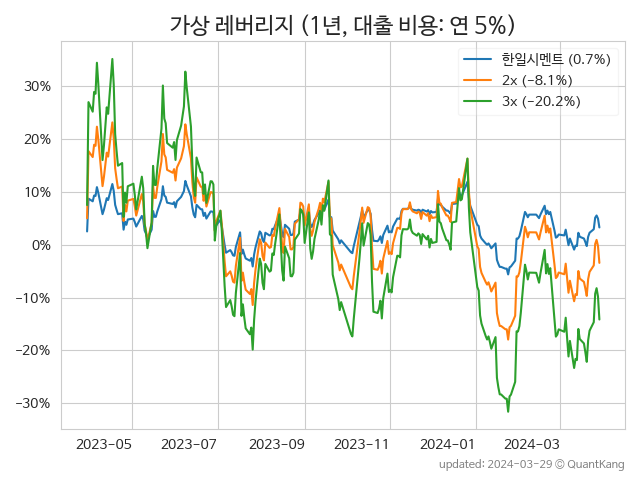 가상 레버리지 (1년, 대출 비용: 연 5%)
한일시멘트 (0.7%)
2x (−8.1%)
3x (−20.2%)
30%
20%
10%
0%
−10%
−20%
−30%
2023-05 2023-07 2023-09 2023-11 2024-01 2024-03
updated: 2024-03-29 © QuantKang